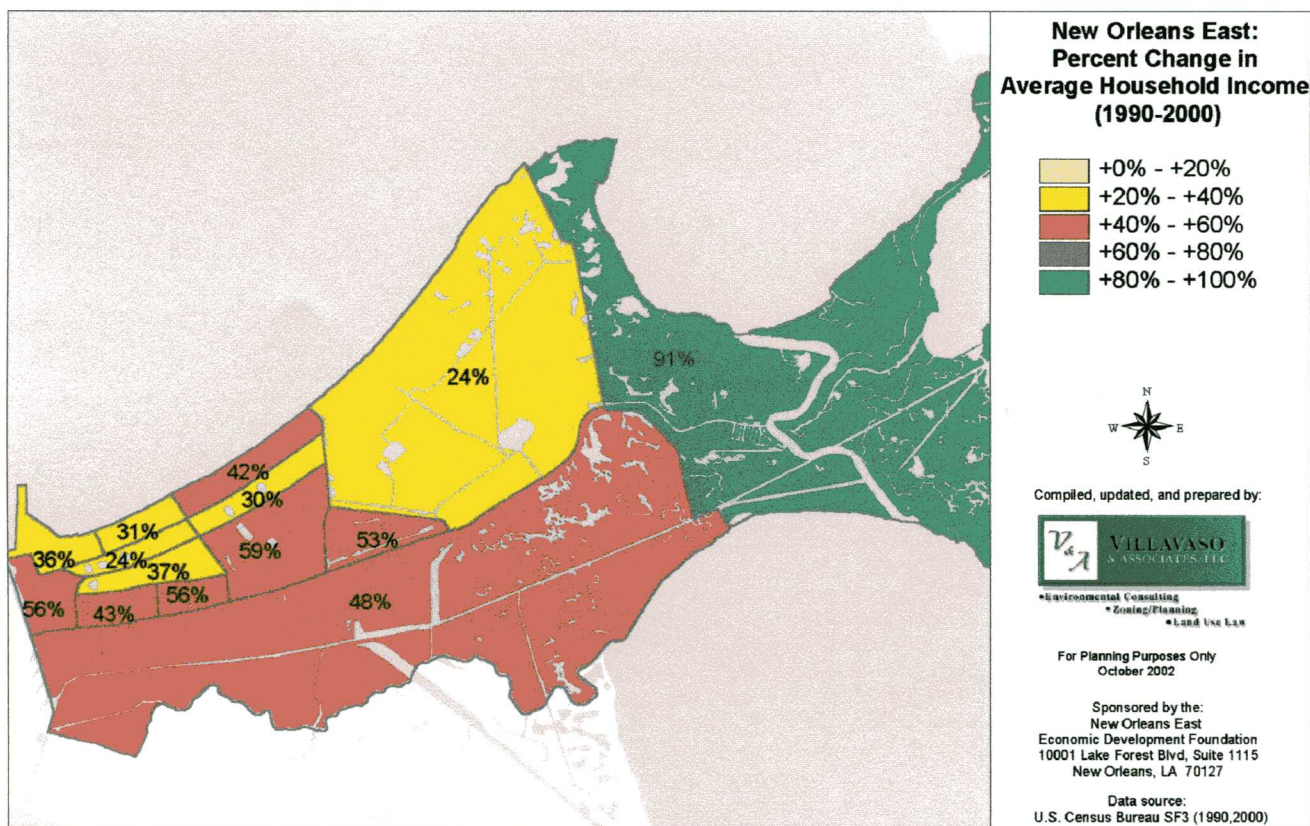 New Orleans East:
Percent Change in
Average Household Income
(1990-2000)
+0% - +20%
+20% - +40%
+40% - +60%
+60% - +80%
+80% - +100%
N
W E
S
Compiled, updated, and prepared by:
V & A
VILLAVASO
& ASSOCIATES, LLC
•Environmental Consulting
•Zoning/Planning
•Land Use Law
For Planning Purposes Only
October 2002
Sponsored by the:
New Orleans East
Economic Development Foundation
10001 Lake Forest Blvd, Suite 1115
New Orleans, LA 70127
Data source:
U.S. Census Bureau SF3 (1990,2000)
91%
24%
42%
30%
31%
36%
24%
59%
53%
37%
56%
43%
56%
48%